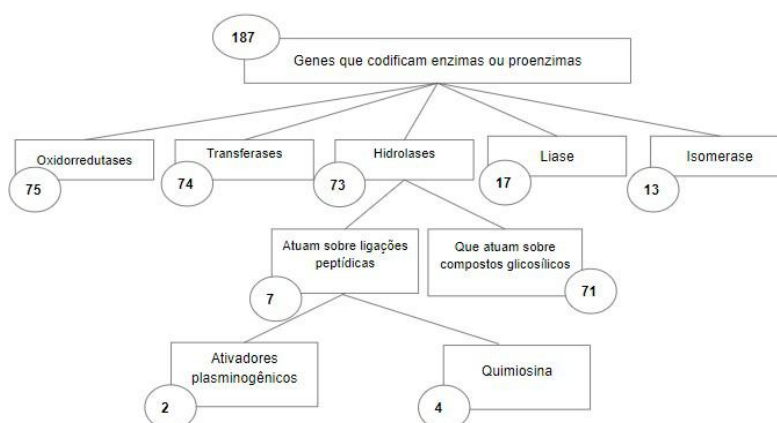 187
Genes que codificam enzimas ou proenzimas
Oxidorredutases
Transferases
Hidrolases
Liase
Isomerase
75
74
73
17
13
Atuam sobre ligações
peptídicas
Que atuam sobre
compostos glicosílicos
7
71
Ativadores
plasminogênicos
Quimiosina
2
4